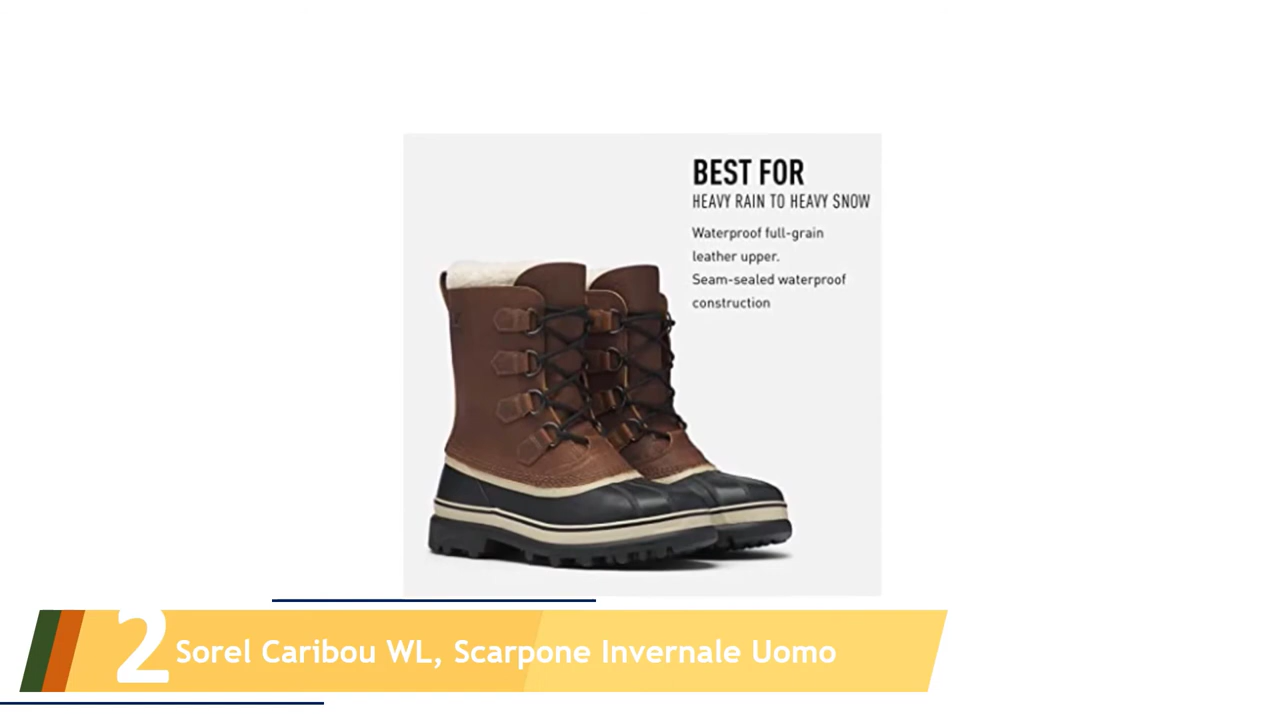 BEST FOR
HEAVY RAIN TO HEAVY SNOW
Waterproof full-grain
leather upper.
Seam-sealed waterproof
construction
2 Sorel Caribou WL, Scarpone Invernale Uomo